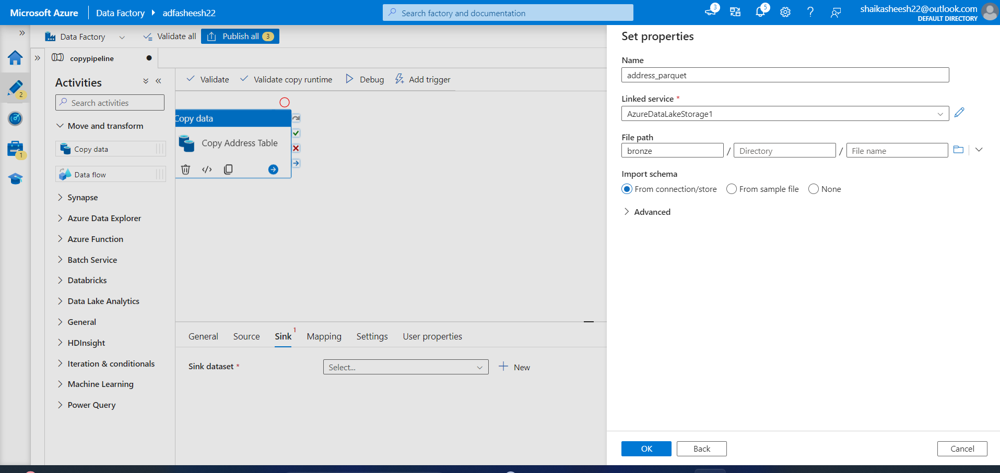 Microsoft Azure
Data Factory
adfasheesh22
Search factory and documentation
3
5
shaikasheesh22@outlook.com
DEFAULT DIRECTORY
Data Factory
Validate all
Publish all
3
copypipeline
2
1
Activities
Search activities
Move and transform
Copy data
Data flow
Synapse
Azure Data Explorer
Azure Function
Batch Service
Databricks
Data Lake Analytics
General
HDInsight
Iteration & conditionals
Machine Learning
Power Query
Validate
Validate copy runtime
Debug
Add trigger
Copy data
Copy Address Table
General
Source
Sink
1
Mapping
Settings
User properties
Sink dataset *
Select...
New
Set properties
Name
address_parquet
Linked service *
AzureDataLakeStorage1
File path
bronze / Directory / File name
Import schema
From connection/store
From sample file
None
Advanced
OK
Back
Cancel